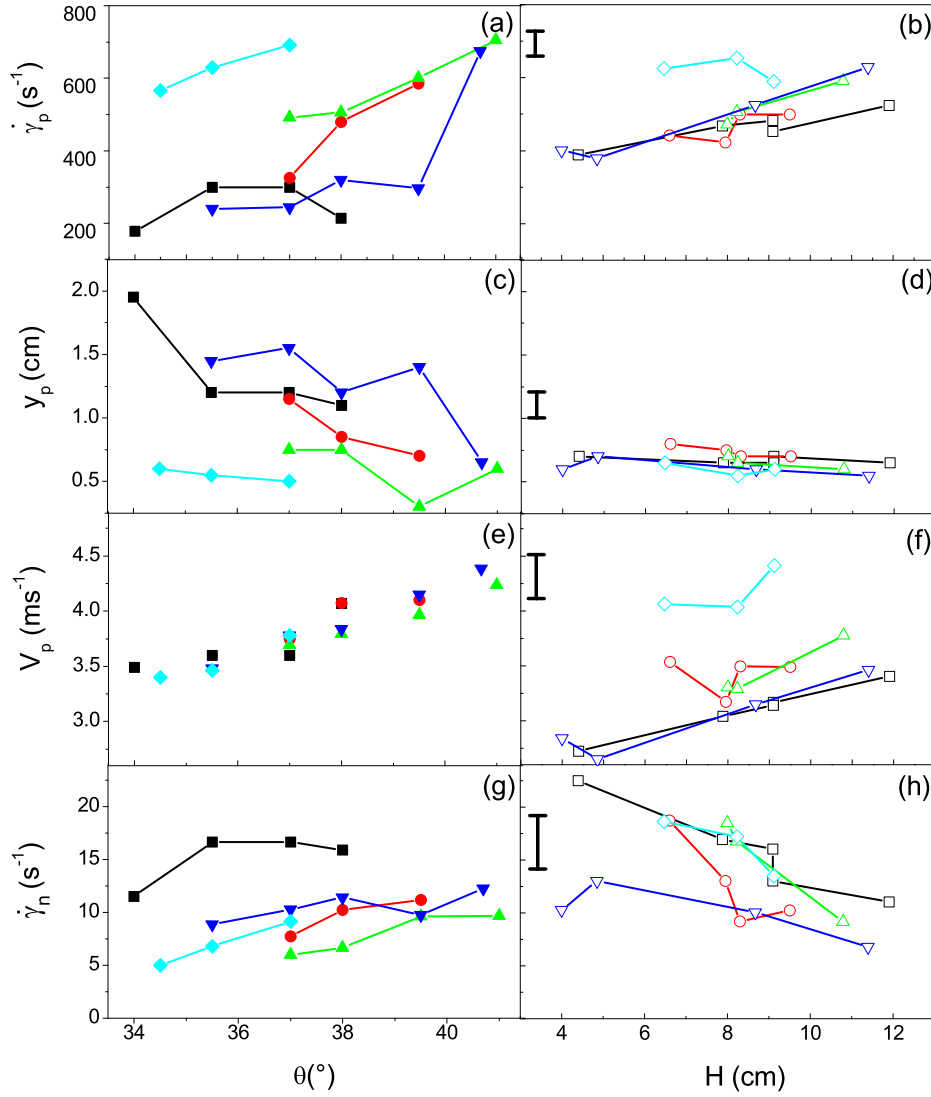 800
600
400
200
γ̇p (s-1)
(a)
(b)
2.0
1.5
1.0
0.5
yp (cm)
(c)
(d)
4.5
4.0
3.5
3.0
Vp (ms-1)
(e)
(f)
20
15
10
5
0
γ̇n (s-1)
(g)
(h)
34 36 38 40
4 6 8 10 12
θ(°)
H (cm)